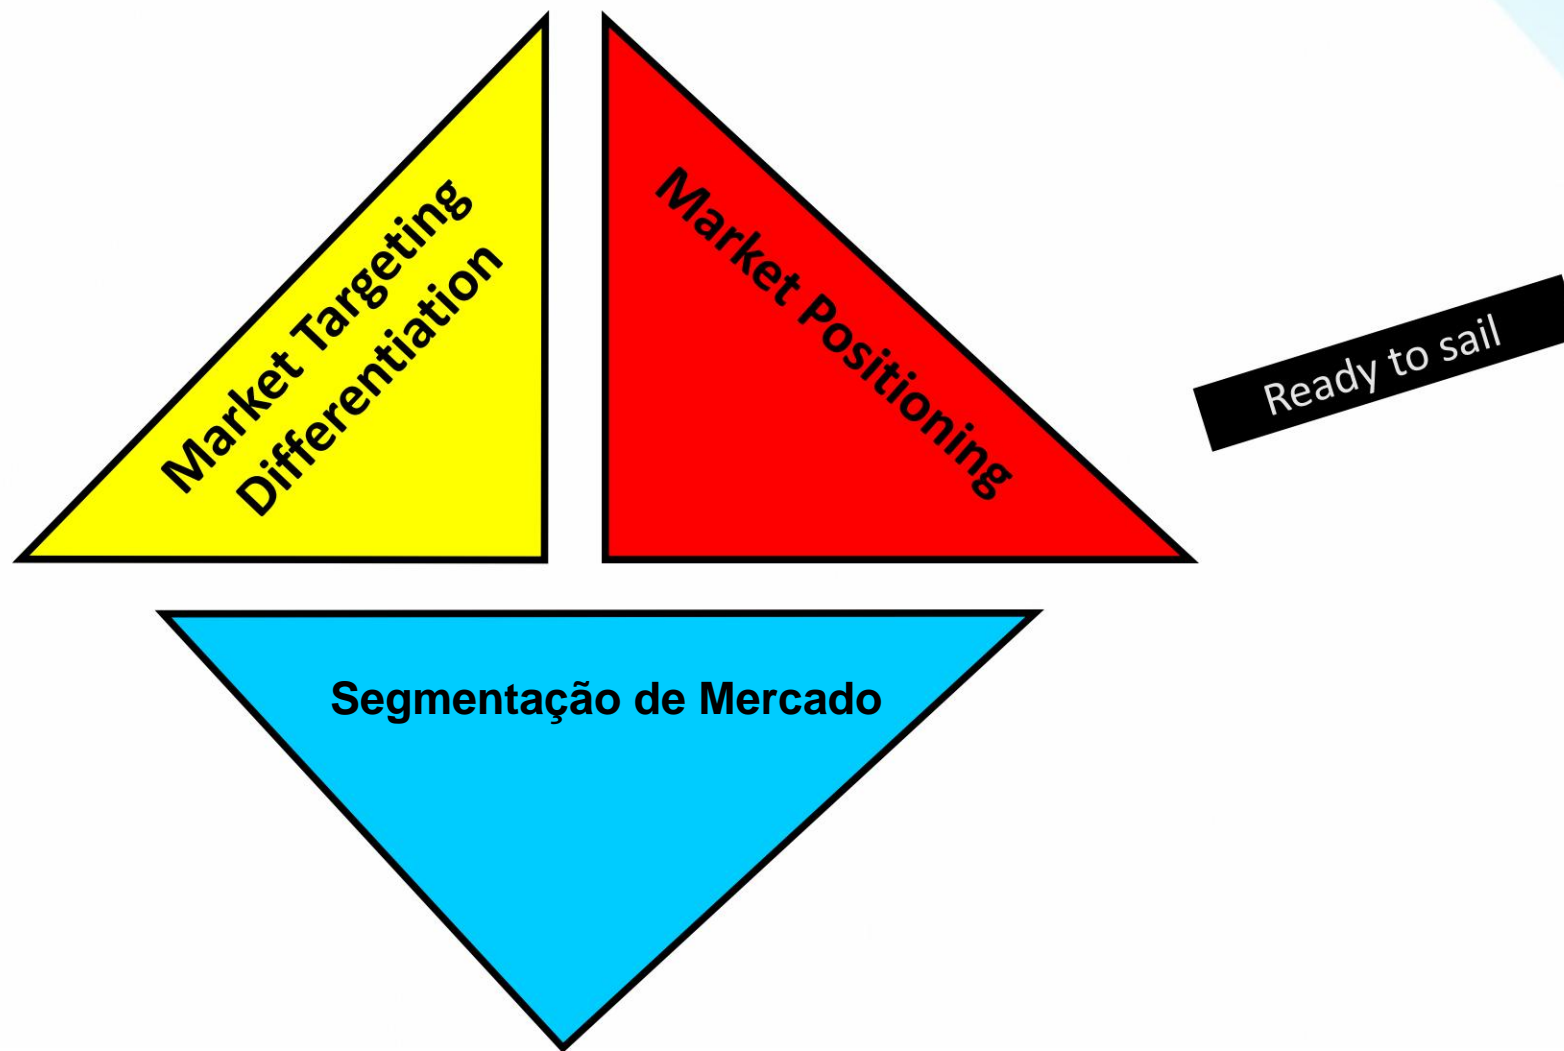 Market Targeting
Differentiation
Market Positioning
Ready to sail
Segmentação de Mercado